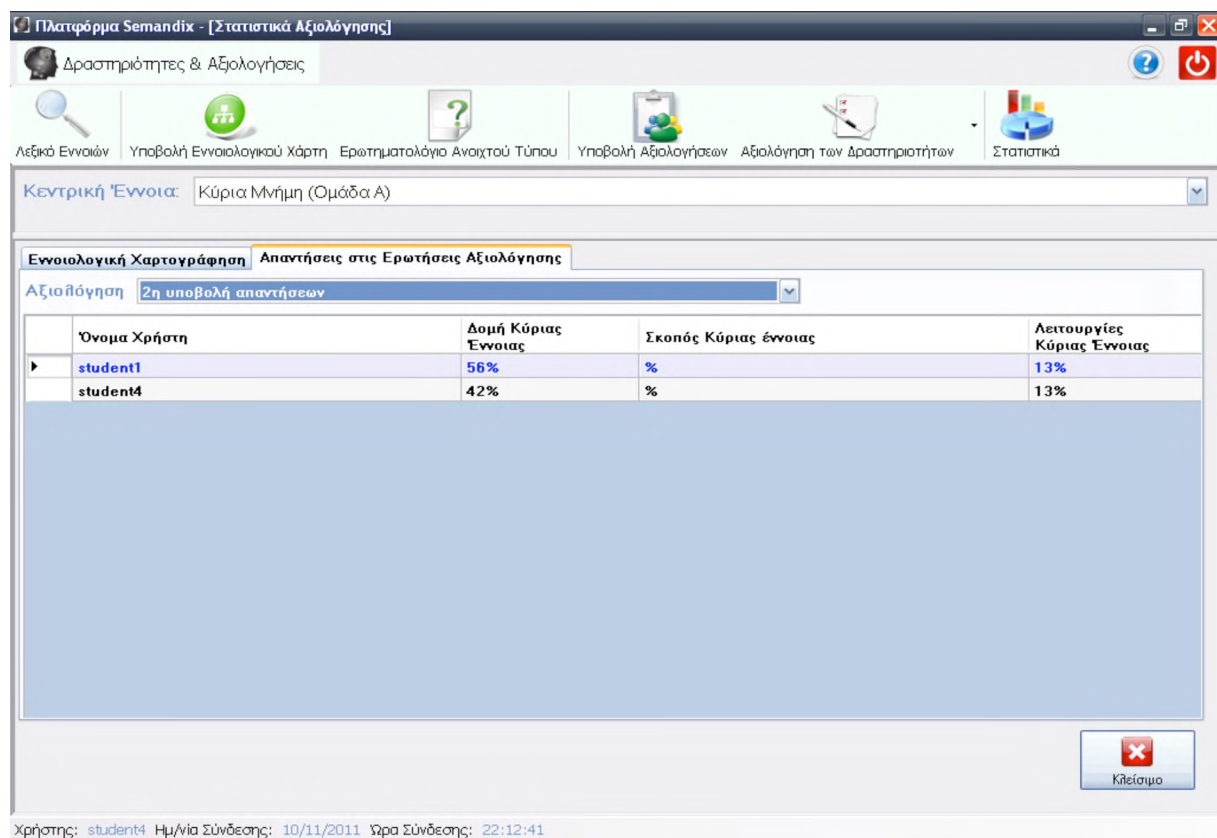 Πλατφόρμα Semandix - [Στατιστικά Αξιολόγησης]
Δραστηριότητες & Αξιολογήσεις
Λεξικό Εννοιών Υποβολή Εννοιολογικού Χάρτη Ερωτηματολόγιο Ανοιχτού Τύπου Υποβολή Αξιολογήσεων Αξιολόγηση των Δραστηριοτήτων Στατιστικά
Κεντρική Έννοια: Κύρια Μνήμη (Ομάδα Α)
Εννοιολογική Χαρτογράφηση Απαντήσεις στις Ερωτήσεις Αξιολόγησης
Αξιολόγηση 2η υποβολή απαντήσεων
Όνομα Χρήστη Δομή Κύριας Έννοιας Σκοπός Κύριας έννοιας Λειτουργίες Κύριας Έννοιας
student1 56% % 13%
student4 42% % 13%
Κλείσιμο
Χρήστης: student4 Ημ/νία Σύνδεσης: 10/11/2011 Ώρα Σύνδεσης: 22:12:41